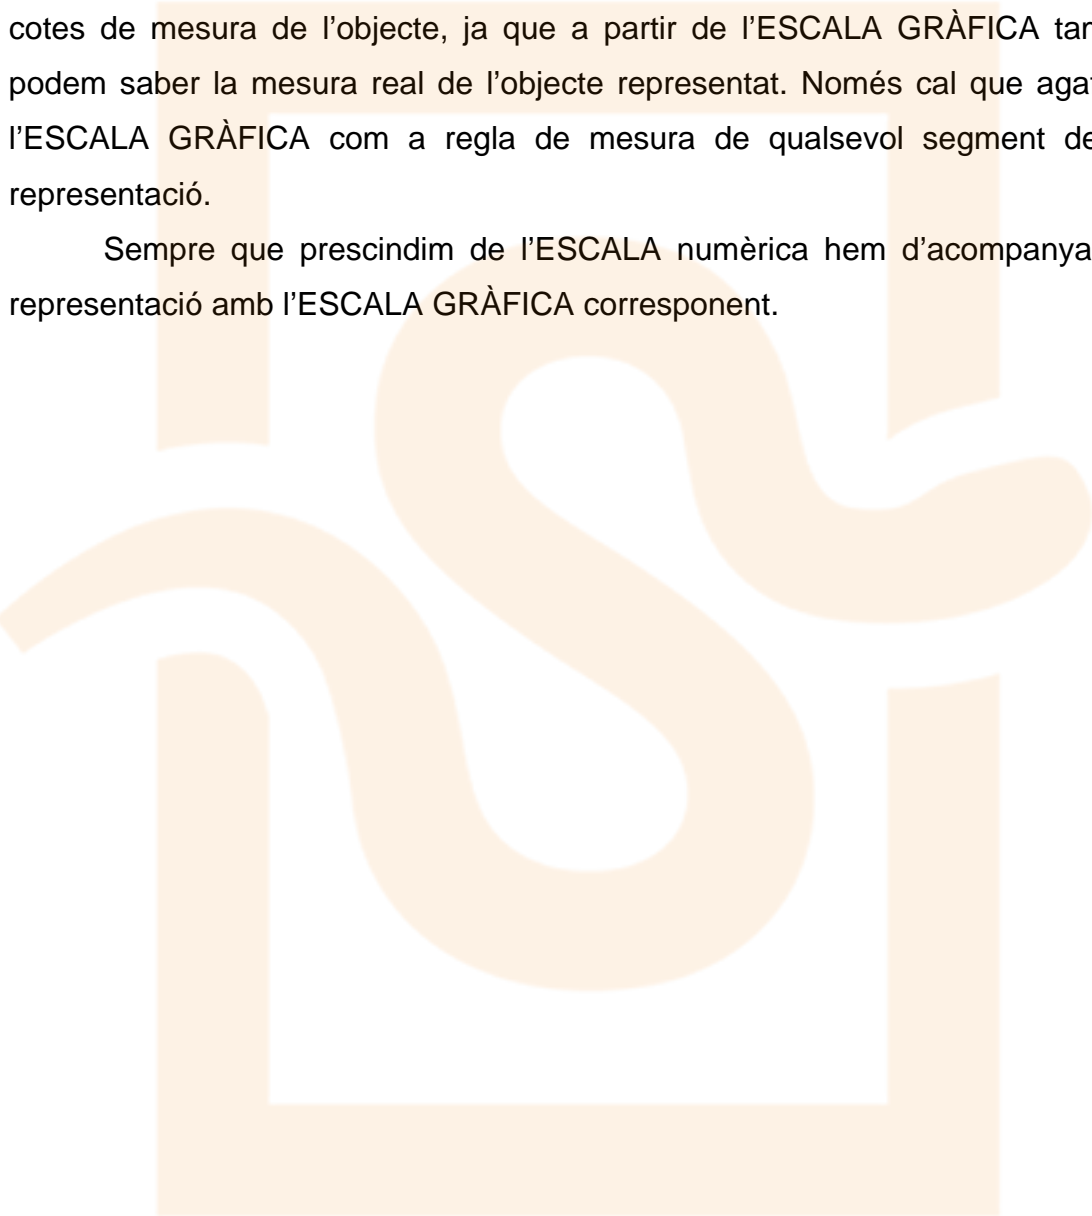 cotes de mesura de l’objecte, ja que a partir de l’ESCALA GRÀFICA
podem saber la mesura real de l’objecte representat. Només cal que
l’ESCALA GRÀFICA com a regla de mesura de qualsevol segment
representació.
Sempre que prescindim de l’ESCALA numèrica hem
representació amb l’ESCALA GRÀFICA corresponent.